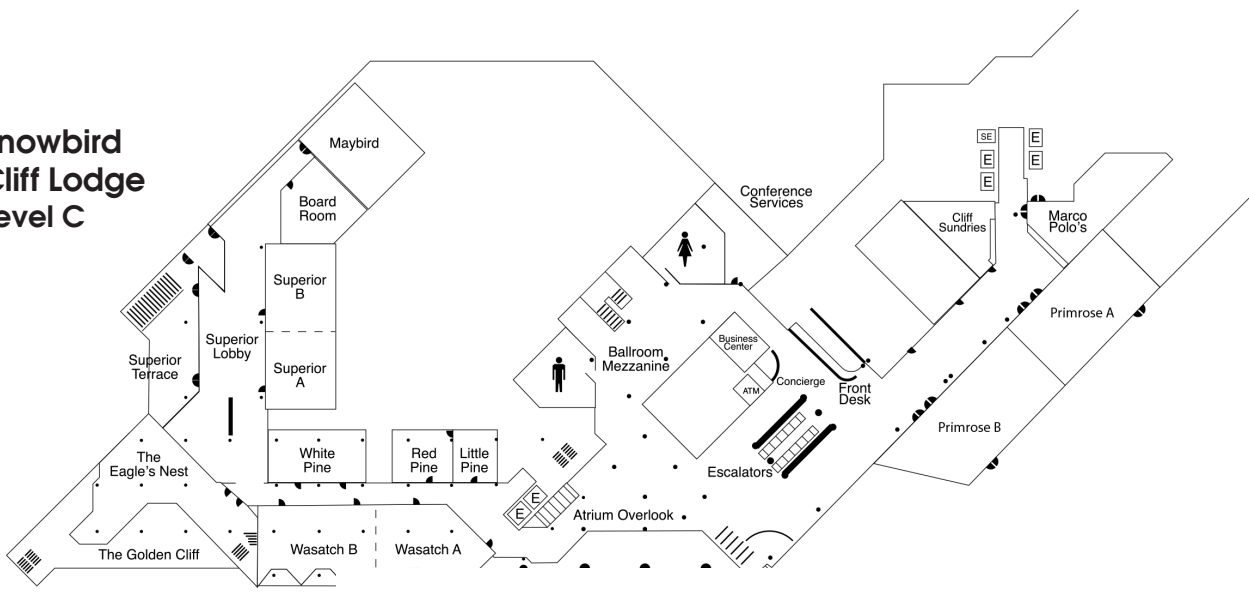 nowbird
Cliff Lodge
evel C
Maybird
Board
Room
Superior
B
Superior
A
Superior
Lobby
Superior
Terrace
The
Eagle's Nest
The Golden Cliff
White
Pine
Red
Pine
Little
Pine
Wasatch B
Wasatch A
E
E
Atrium Overlook
Ballroom
Mezzanine
Conference
Services
Business
Center
ATM
Concierge
Front
Desk
Escalators
Cliff
Sundries
SE
E
E
E
E
Marco
Polo's
Primrose A
Primrose B